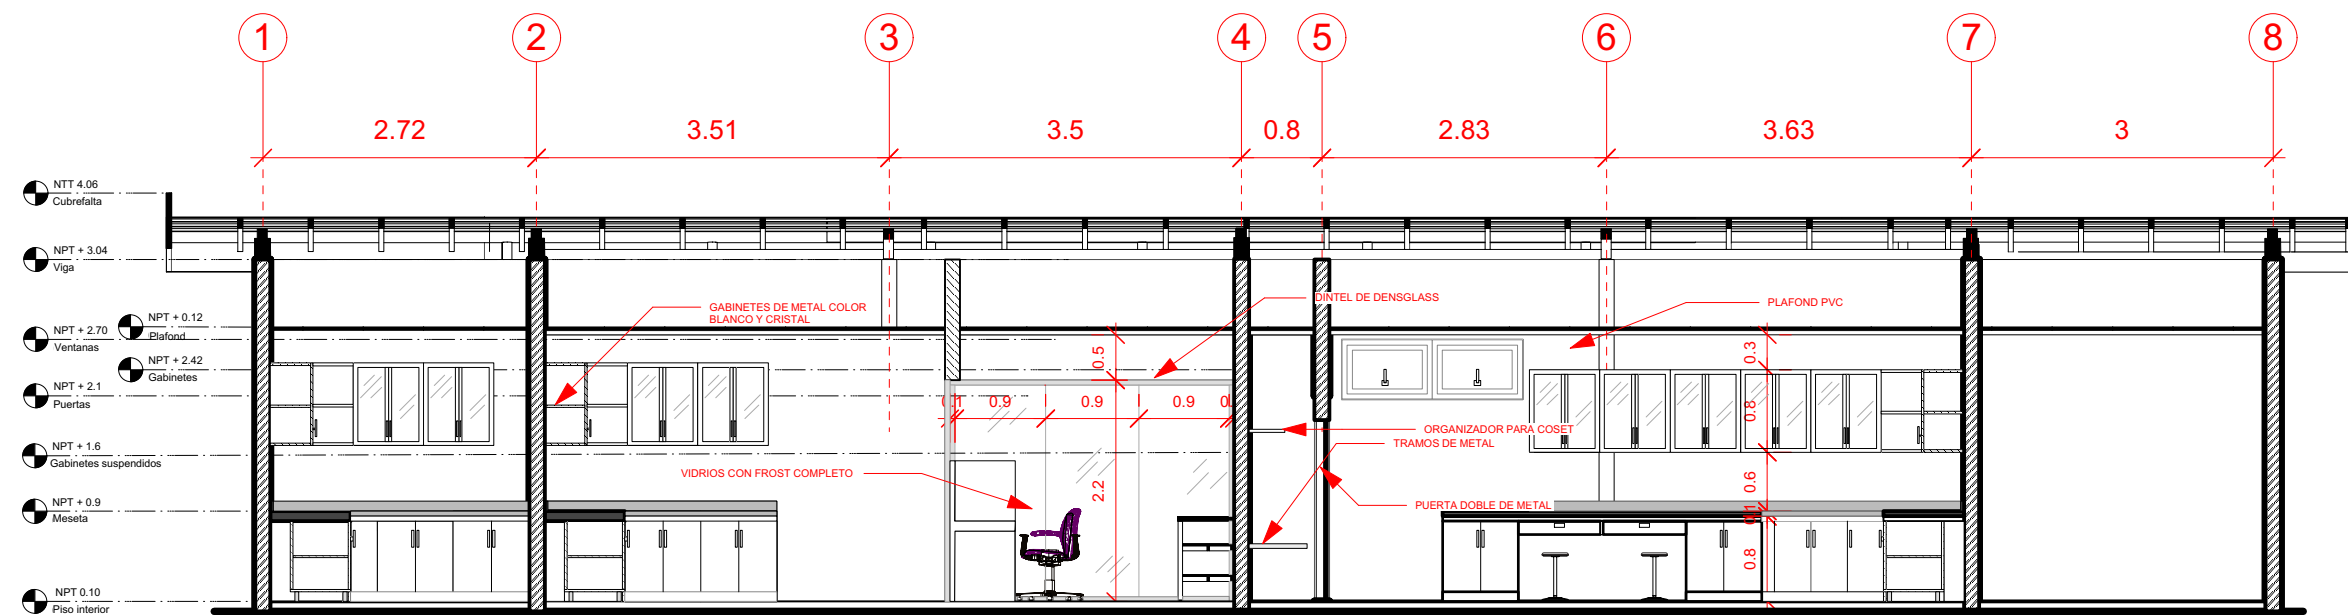 1 2 3 4 5 6 7 8
2.72 3.51 3.5 0.8 2.83 3.63 3
NTT 4.06
Cubrefalta
NPT + 3.04
Viga
NPT + 0.12
Plafond
NPT + 2.70
Ventanas
NPT + 2.42
Gabinetes
NPT + 2.1
Puertas
NPT + 1.6
Gabinetes suspendidos
NPT + 0.9
Meseta
NPT 0.10
Piso interior
GABINETES DE METAL COLOR
BLANCO Y CRISTAL
DINTEL DE DENSGLASS
PLAFOND PVC
0.5
0.3
0.1 0.9 0.9 0.9
0.8
ORGANIZADOR PARA COSET
TRAMOS DE METAL
VIDRIOS CON FROST COMPLETO
2.2
0.6
PUERTA DOBLE DE METAL
0.8